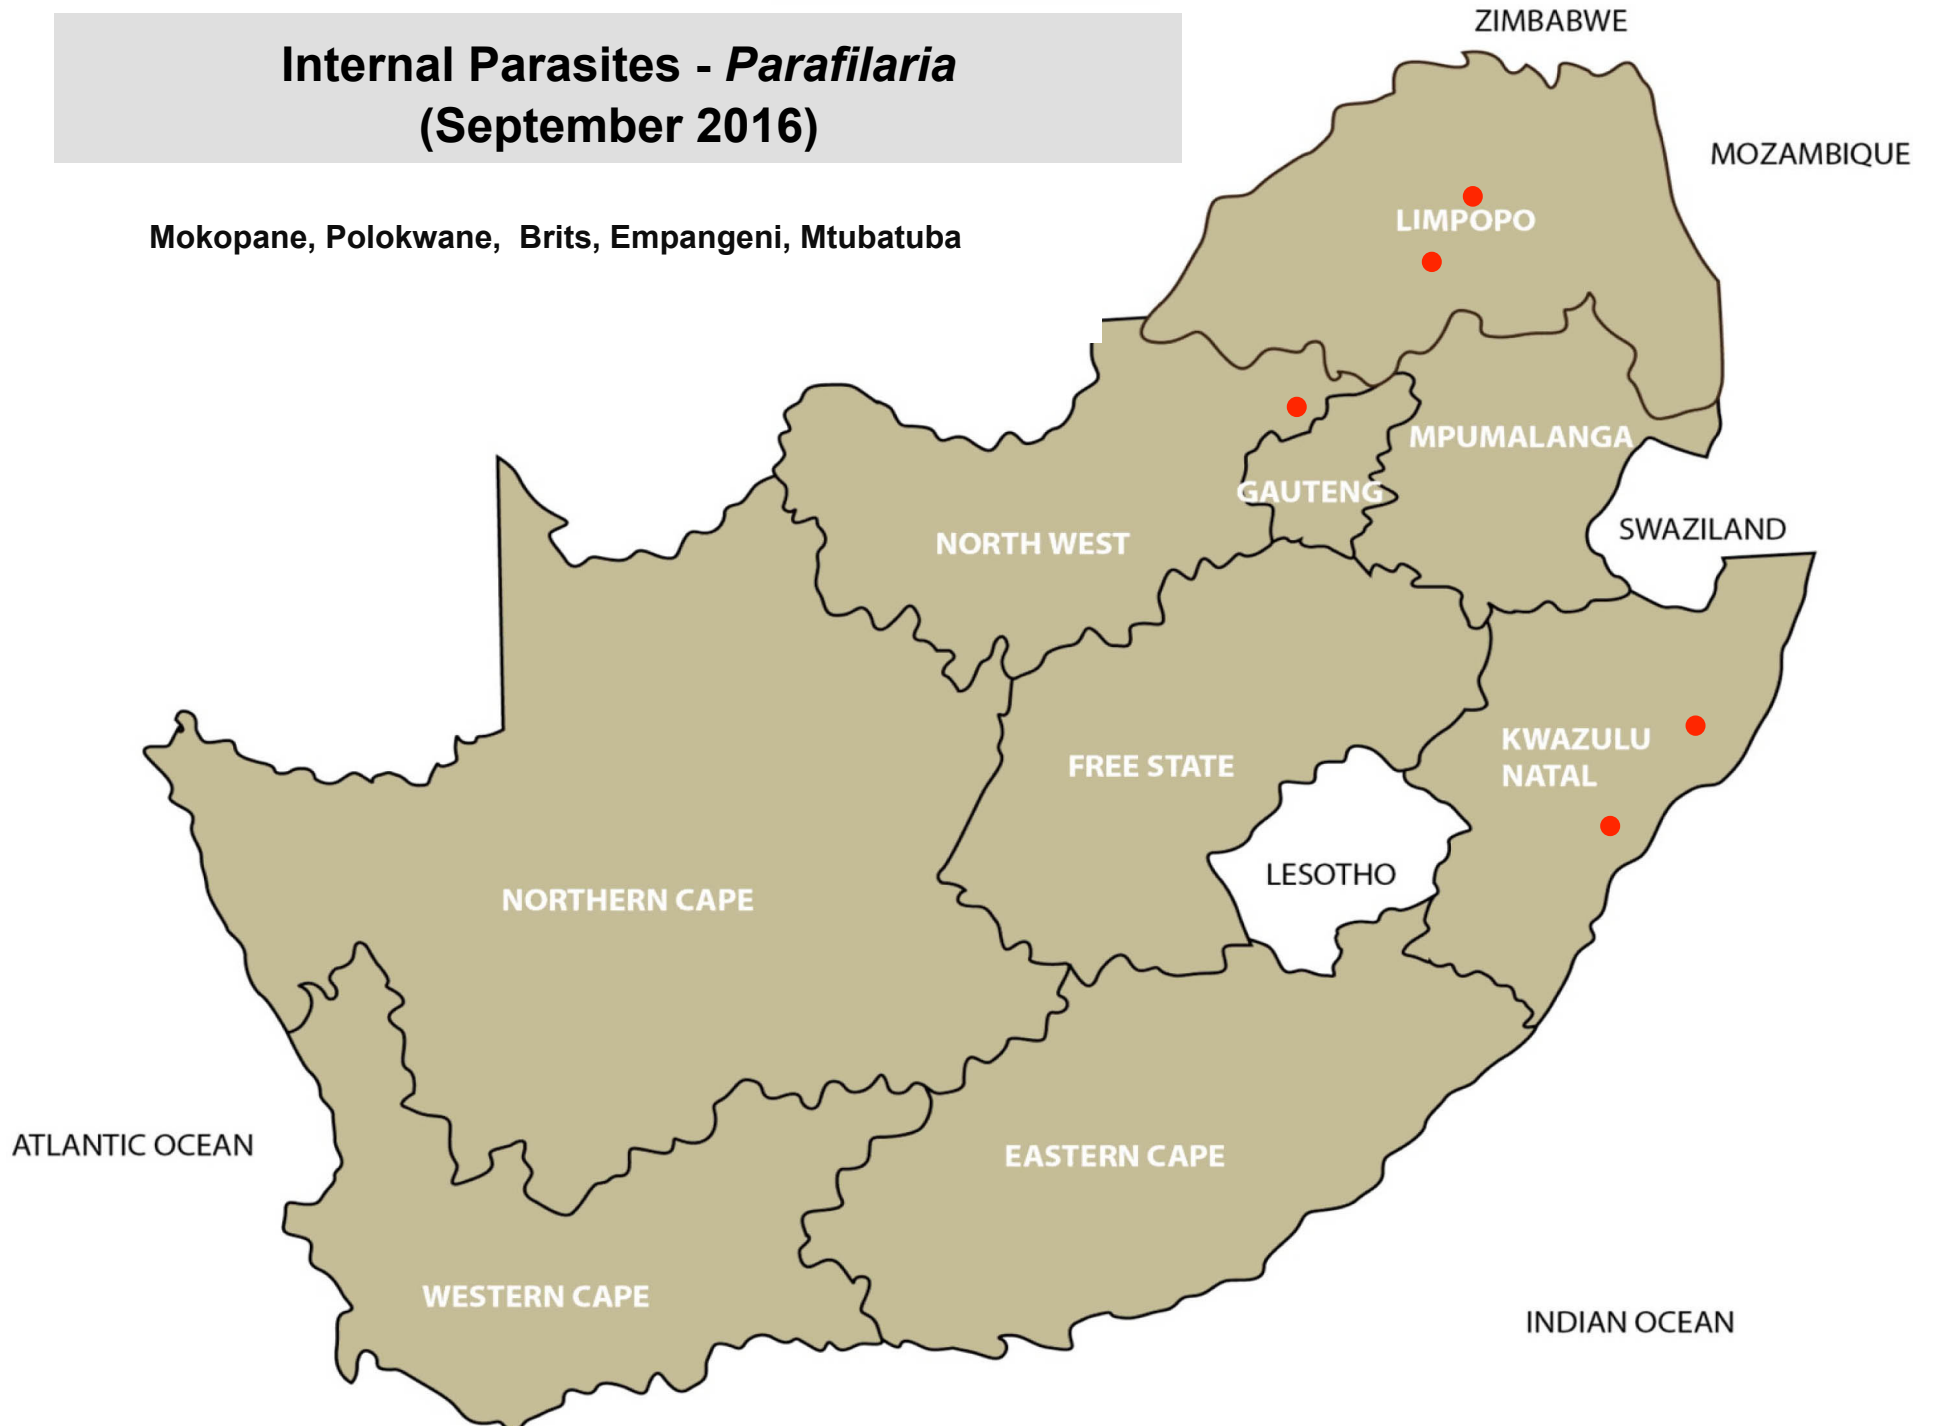 ZIMBABWE
Internal Parasites - Parafilaria
(September 2016)
MOZAMBIQUE
LIMPOPO
Mokopane, Polokwane,  Brits, Empangeni, Mtubatuba
MPUMALANGA
GAUTENG
SWAZILAND
NORTH WEST
KWAZULU
NATAL
FREE STATE
LESOTHO
NORTHERN CAPE
ATLANTIC OCEAN
EASTERN CAPE
WESTERN CAPE
INDIAN OCEAN